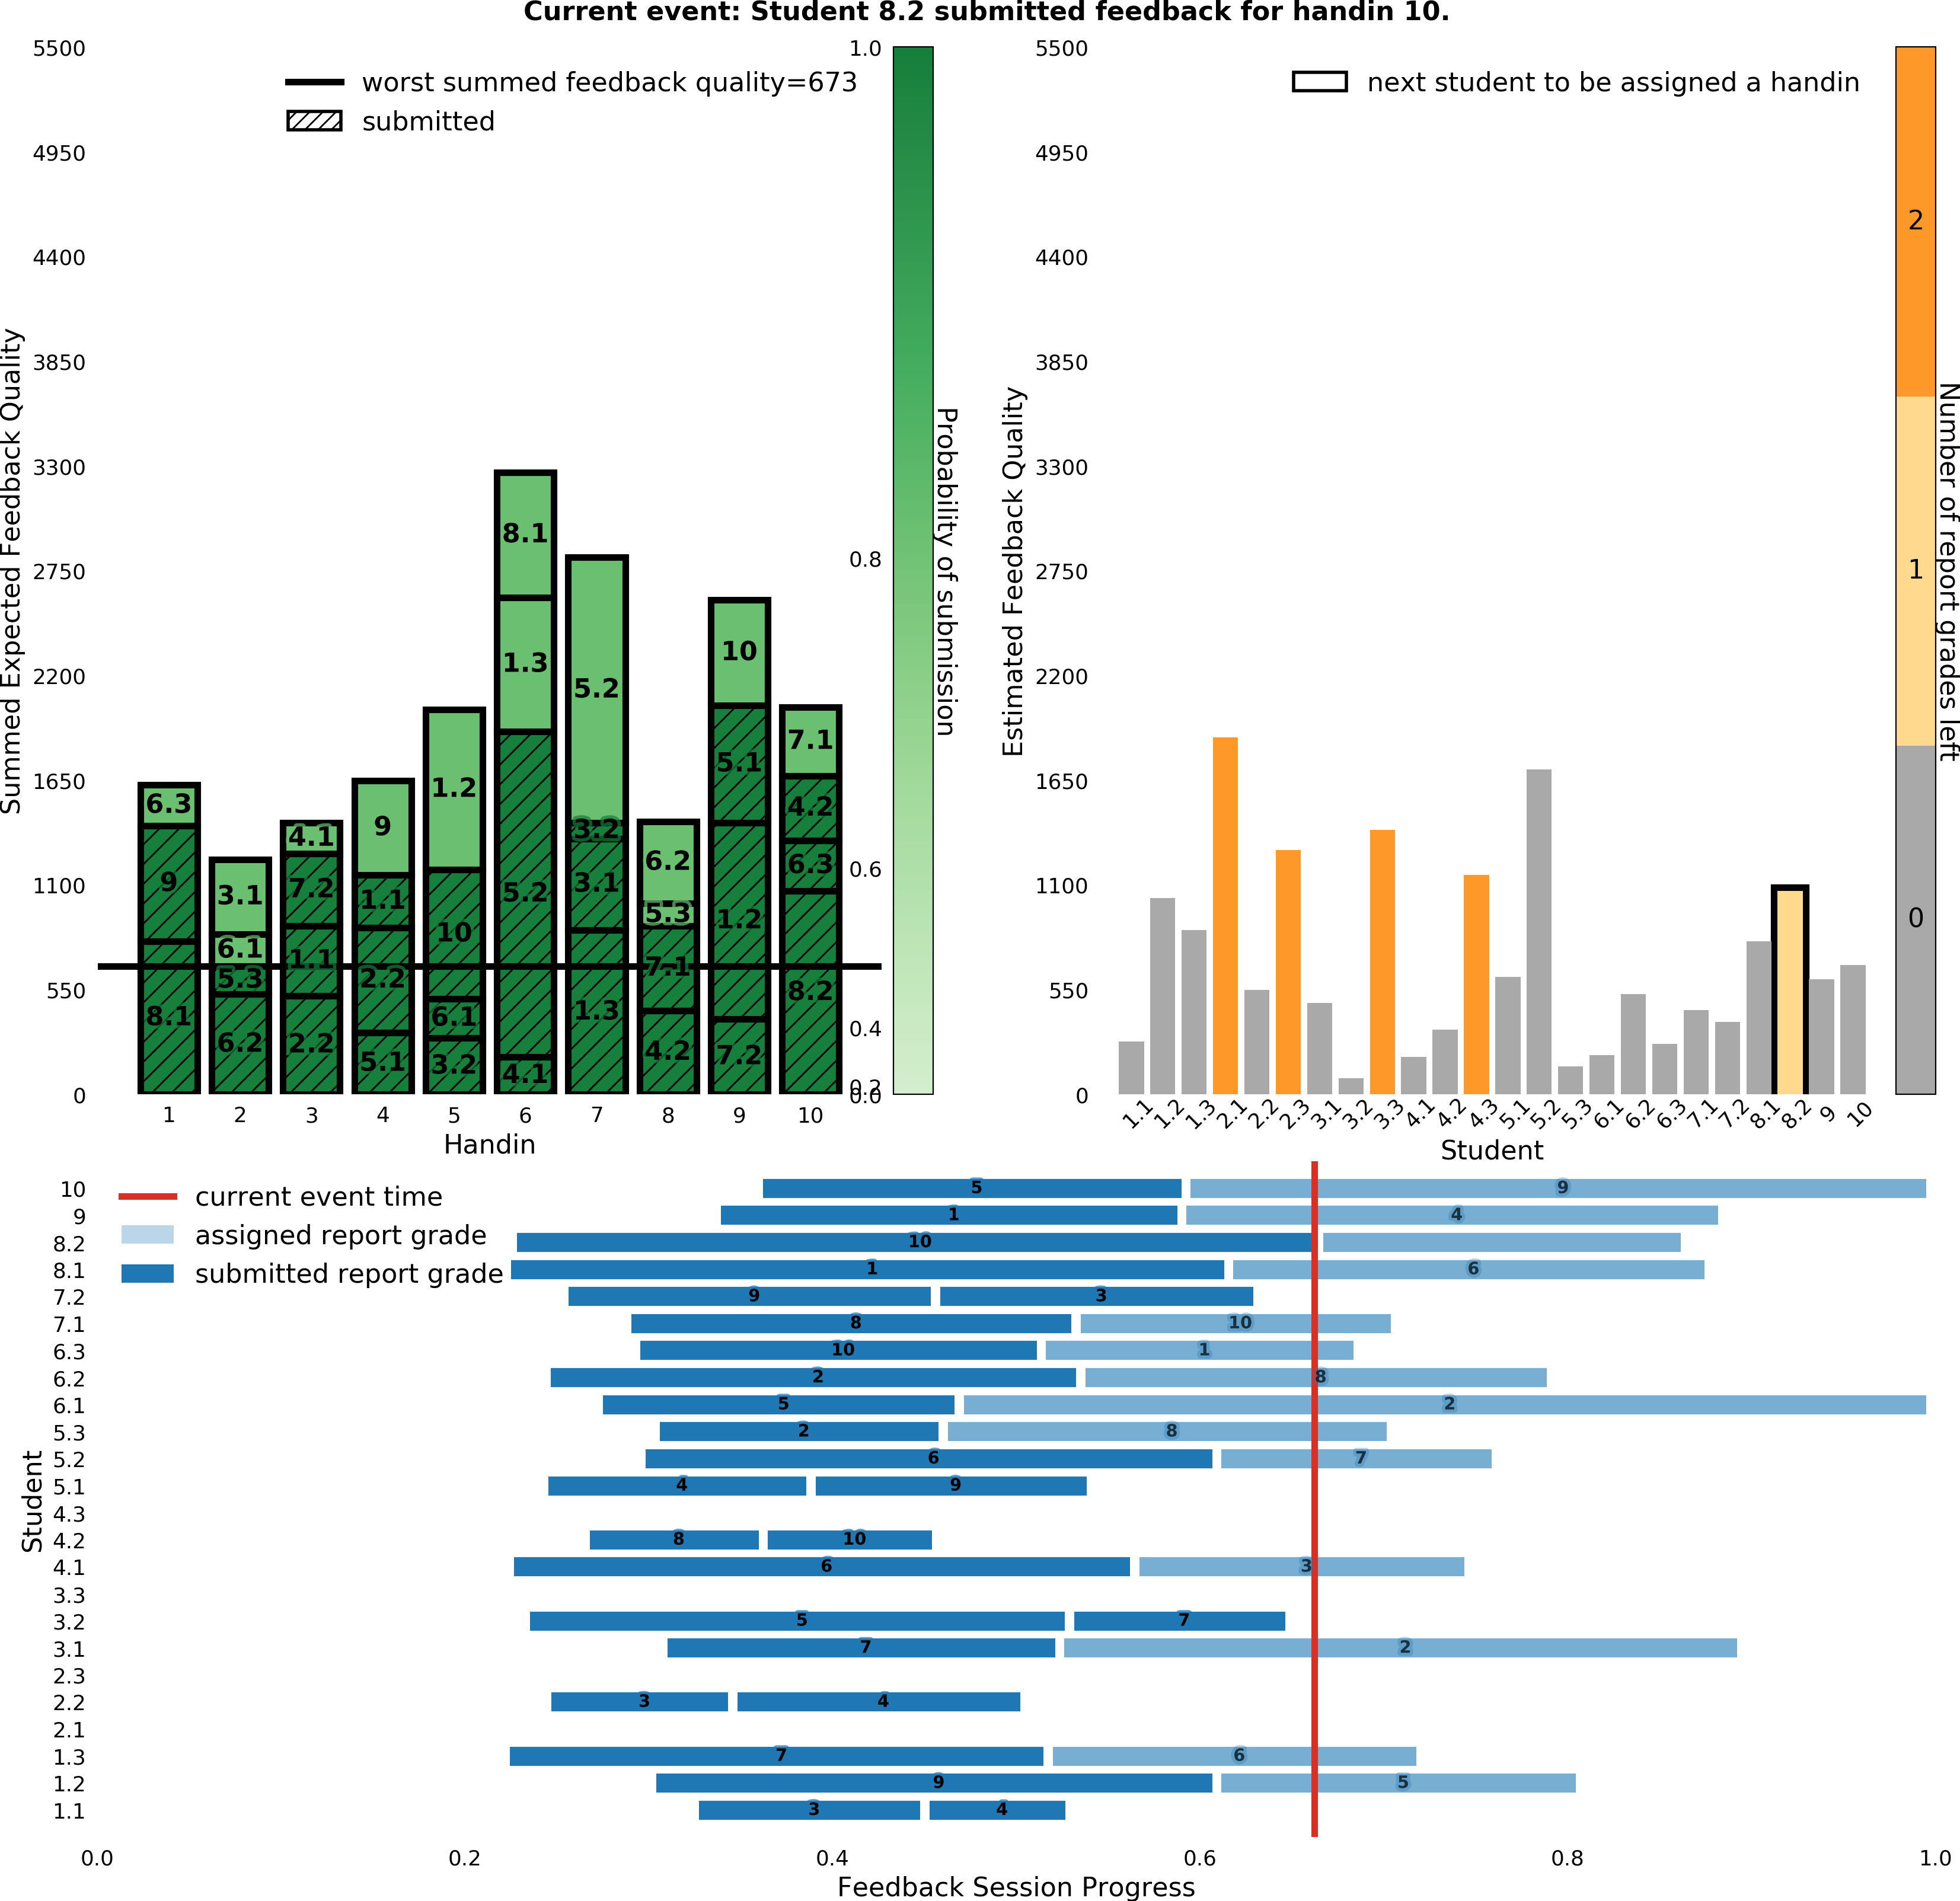 Current event: Student 8.2 submitted feedback for handin 10.
5500
4950
4400
3850
3300
2750
2200
1650
1100
550
0
Summed Expected Feedback Quality
worst summed feedback quality=673
submitted
6.3
9
8.1
3.1
6.1
5.3
6.2
4.1
7.2
1.1
2.2
9
1.1
2.2
5.1
1.2
10
6.1
3.2
8.1
1.3
5.2
4.1
5.2
3.2
3.1
1.3
6.2
5.3
7.1
4.2
10
5.1
1.2
7.2
7.1
4.2
6.3
8.2
1 2 3 4 5 6 7 8 9 10
Handin
1.0
0.8
0.6
0.4
0.2
0.0
Probability of submission
5500
4950
4400
3850
3300
2750
2200
1650
1100
550
0
Estimated Feedback Quality
next student to be assigned a handin
1.1 1.2 1.3 2.1 2.2 2.3 3.1 3.2 3.3 4.1 4.2 4.3 5.1 5.2 5.3 6.1 6.2 6.3 7.1 7.2 8.1 8.2 9 10
Student
2
1
0
Number of report grades left
current event time
assigned report grade
submitted report grade
Student
10 5 9
9 1 4
8.2 10
8.1 1 6
7.2 9 3
7.1 8 10
6.3 10 1
6.2 2 8
6.1 5 2
5.3 2 8
5.2 6 7
5.1 4 9
4.3
4.2 8 10
4.1 6 3
3.3
3.2 5 7
3.1 7 2
2.3
2.2 3 4
2.1
1.3 7 6
1.2 9 5
1.1 3 4
0.0 0.2 0.4 0.6 0.8 1.0
Feedback Session Progress